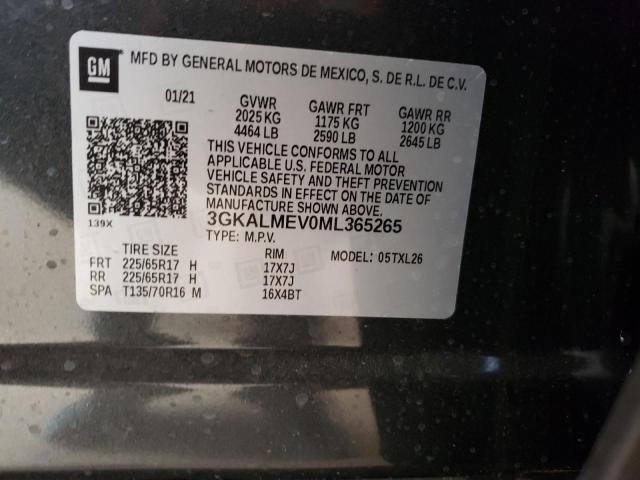 GM
MFD BY GENERAL MOTORS DE MEXICO, S. DE R.L. DE C.V.
01/21 GVWR GAWR FRT GAWR RR
2025 KG 1175 KG 1200 KG
4464 LB 2590 LB 2645 LB
THIS VEHICLE CONFORMS TO ALL
APPLICABLE U.S. FEDERAL MOTOR
VEHICLE SAFETY AND THEFT PREVENTION
STANDARDS IN EFFECT ON THE DATE OF
MANUFACTURE SHOWN ABOVE.
139X 3GKALMEV0ML365265
TYPE: M.P.V.
TIRE SIZE RIM MODEL: 05TXL26
FRT 225/65R17 H 17X7J
RR 225/65R17 H 17X7J
SPA T135/70R16 M 16X4BT